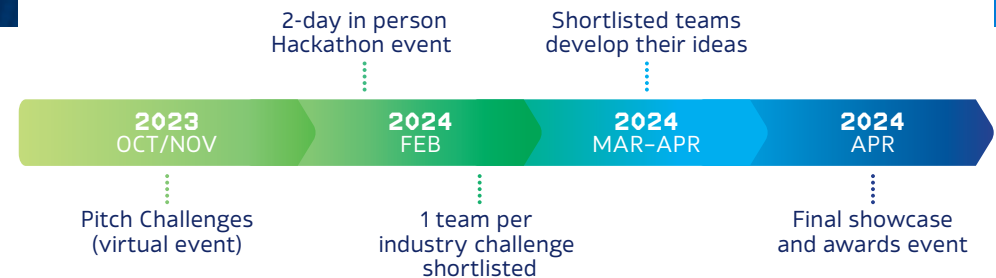 2-day in person
Hackathon event
Shortlisted teams
develop their ideas
2023
OCT/NOV
2024
FEB
2024
MAR–APR
2024
APR
Pitch Challenges
(virtual event)
1 team per
industry challenge
shortlisted
Final showcase
and awards event